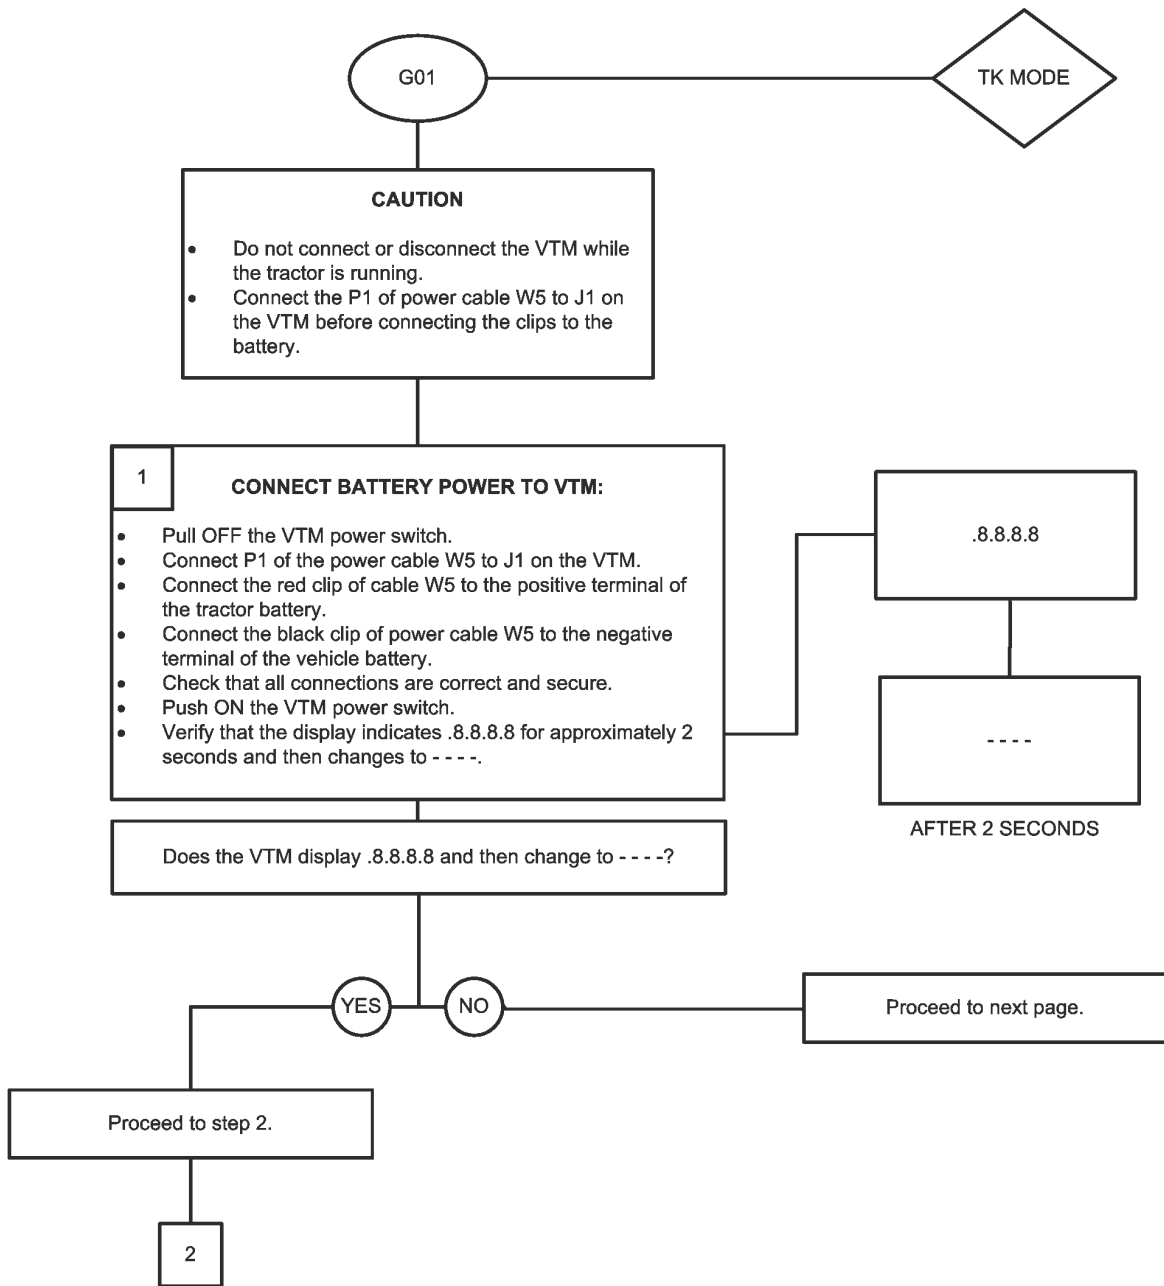 G01
TK MODE
CAUTION
• Do not connect or disconnect the VTM while
the tractor is running.
• Connect the P1 of power cable W5 to J1 on
the VTM before connecting the clips to the
battery.
1
CONNECT BATTERY POWER TO VTM:
• Pull OFF the VTM power switch.
• Connect P1 of the power cable W5 to J1 on the VTM.
• Connect the red clip of cable W5 to the positive terminal of
the tractor battery.
• Connect the black clip of power cable W5 to the negative
terminal of the vehicle battery.
• Check that all connections are correct and secure.
• Push ON the VTM power switch.
• Verify that the display indicates .8.8.8.8 for approximately 2
seconds and then changes to - - - -.
.8.8.8.8
- - - -
AFTER 2 SECONDS
Does the VTM display .8.8.8.8 and then change to - - - -?
YES
NO
Proceed to next page.
Proceed to step 2.
2